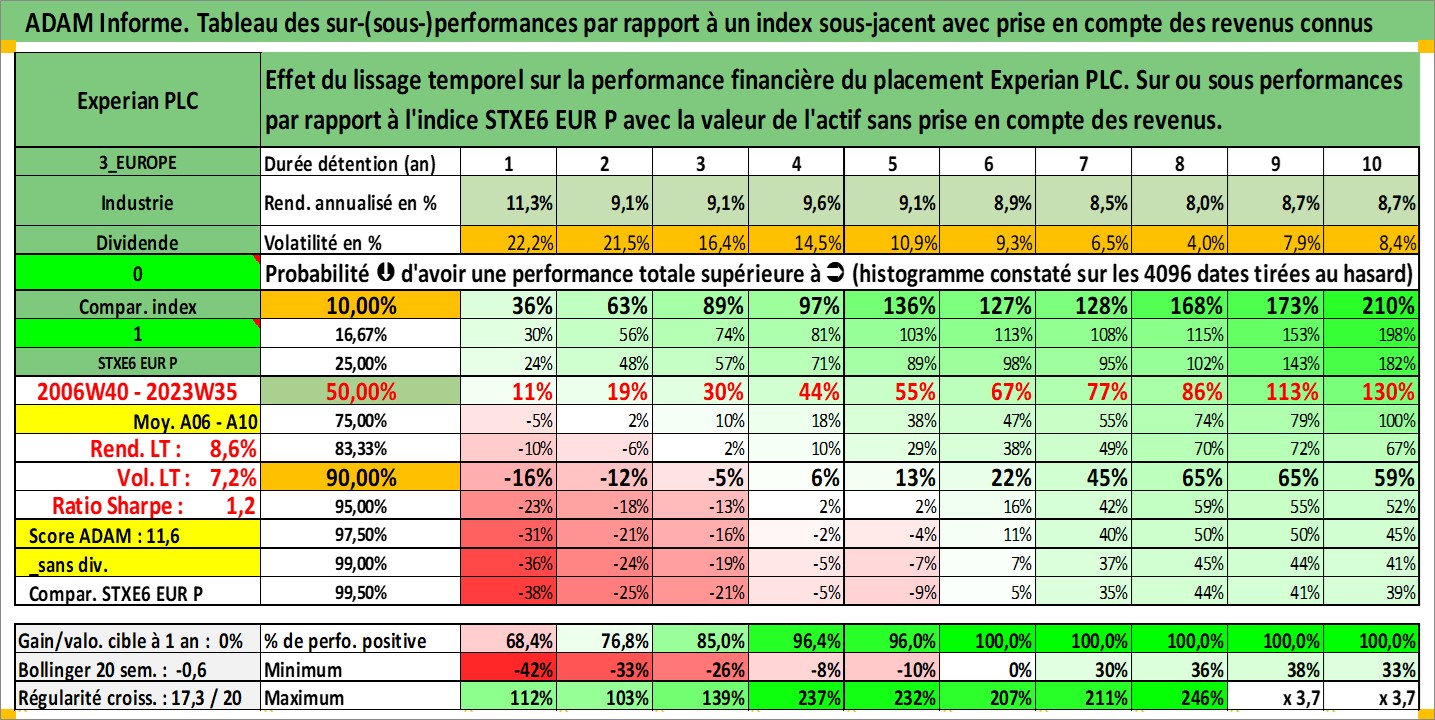 ADAM Informe. Tableau des sur-(sous-)performances par rapport à un index sous-jacent avec prise en compte des revenus connus
Experian PLC
Effet du lissage temporel sur la performance financière du placement Experian PLC. Sur ou sous performances
par rapport à l'indice STXE6 EUR P avec la valeur de l'actif sans prise en compte des revenus.
3_EUROPE Durée détention (an) 1 2 3 4 5 6 7 8 9 10
Industrie Rend. annualisé en % 11,3% 9,1% 9,1% 9,6% 9,1% 8,9% 8,5% 8,0% 8,7% 8,7%
Dividende Volatilité en % 22,2% 21,5% 16,4% 14,5% 10,9% 9,3% 6,5% 4,0% 7,9% 8,4%
0 Probabilité ⬇ d'avoir une performance totale supérieure à ➲ (histogramme constaté sur les 4096 dates tirées au hasard)
Compar. index 10,00% 36% 63% 89% 97% 136% 127% 128% 168% 173% 210%
1 16,67% 30% 56% 74% 81% 103% 113% 108% 115% 153% 198%
STXE6 EUR P 25,00% 24% 48% 57% 71% 89% 98% 95% 102% 143% 182%
2006W40 - 2023W35 50,00% 11% 19% 30% 44% 55% 67% 77% 86% 113% 130%
Moy. A06 - A10 75,00% -5% 2% 10% 18% 38% 47% 55% 74% 79% 100%
Rend. LT : 8,6% 83,33% -10% -6% 2% 10% 29% 38% 49% 70% 72% 67%
Vol. LT : 7,2% 90,00% -16% -12% -5% 6% 13% 22% 45% 65% 65% 59%
Ratio Sharpe : 1,2 95,00% -23% -18% -13% 2% 2% 16% 42% 59% 55% 52%
Score ADAM : 11,6 97,50% -31% -21% -16% -2% -4% 11% 40% 50% 50% 45%
_sans div. 99,00% -36% -24% -19% -5% -7% 7% 37% 45% 44% 41%
Compar. STXE6 EUR P 99,50% -38% -25% -21% -5% -9% 5% 35% 44% 41% 39%
Gain/valo. cible à 1 an : 0% % de perfo. positive 68,4% 76,8% 85,0% 96,4% 96,0% 100,0% 100,0% 100,0% 100,0% 100,0%
Bollinger 20 sem. : -0,6 Minimum -42% -33% -26% -8% -10% 0% 30% 36% 38% 33%
Régularité croiss. : 17,3 / 20 Maximum 112% 103% 139% 237% 232% 207% 211% 246% x 3,7 x 3,7